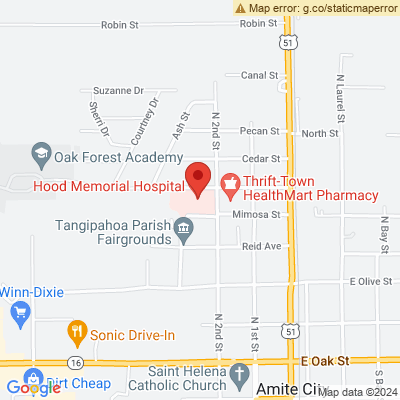 Map error: g.co/staticmaperror
Robin St
Robin St
51
Canal St
Suzanne Dr
N Laurel St
Ash St
Courtney Dr
Sherri Dr
N 2nd St
Pecan St
North St
Oak Forest Academy
Cedar St
Hood Memorial Hospital
Thrift-Town
HealthMart Pharmacy
Mimosa St
N Bay St
Tangipahoa Parish
Fairgrounds
Reid Ave
E Olive St
Winn-Dixie
N 2nd St
N 1st St
51
Sonic Drive-In
16
E Oak St
S B
Saint Helena
Catholic Church
Dirt Cheap
Google
Amite Ci
Map data ©2024